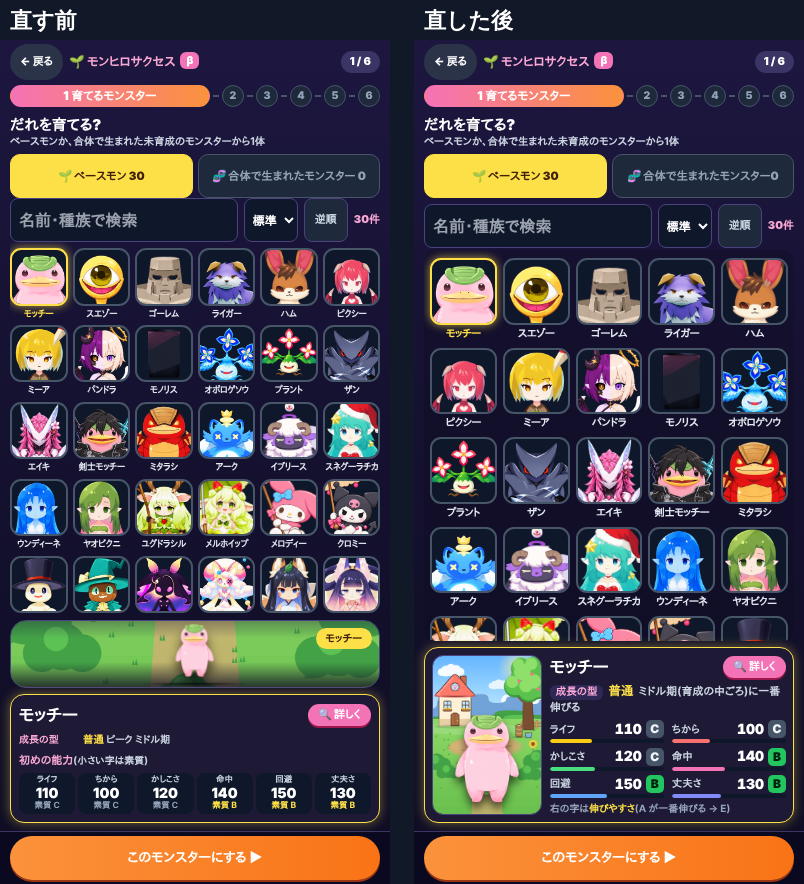 直す前
← 戻る 🌱 モンヒロサクセス β 1 / 6
1 育てるモンスター 2 3 4 5 6
だれを育てる?
ベースモンか、合体で生まれた未育成のモンスターから1体
🌱 ベースモン 30 🧬 合体で生まれたモンスター 0
名前・種族で検索 標準 逆順 30件
モッチー スエゾー ゴーレム ライガー ハム ピクシー
ミーア パンドラ モノリス オボロゲソウ プラント ザン
エイキ 剣士モッチー ミタラシ アーク イブリース スネグーラチカ
ウンディーネ ヤオビクニ ユグドラシル メルホイップ メロディー クロミー
モッチー
モッチー 🔍 詳しく
成長の型 普通 ピーク ミドル期
初めの能力(小さい字は素質)
ライフ ちから かしこさ 命中 回避 丈夫さ
110 100 120 140 150 130
素質 C 素質 C 素質 C 素質 B 素質 B 素質 B
このモンスターにする ▶
直した後
← 戻る 🌱 モンヒロサクセス β 1 / 6
1 育てるモンスター 2 3 4 5 6
だれを育てる?
ベースモンか、合体で生まれた未育成のモンスターから1体
🌱 ベースモン 30 🧬 合体で生まれたモンスター0
名前・種族で検索 標準 逆順 30件
モッチー スエゾー ゴーレム ライガー ハム
ピクシー ミーア パンドラ モノリス オボロゲソウ
プラント ザン エイキ 剣士モッチー ミタラシ
アーク イブリース スネグーラチカ ウンディーネ ヤオビクニ
モッチー 🔍 詳しく
成長の型 普通 ミドル期(育成の中ごろ)に一番
伸びる
ライフ 110 C ちから 100 C
かしこさ 120 C 命中 140 B
回避 150 B 丈夫さ 130 B
右の字は伸びやすさ(A が一番伸びる → E)
このモンスターにする ▶